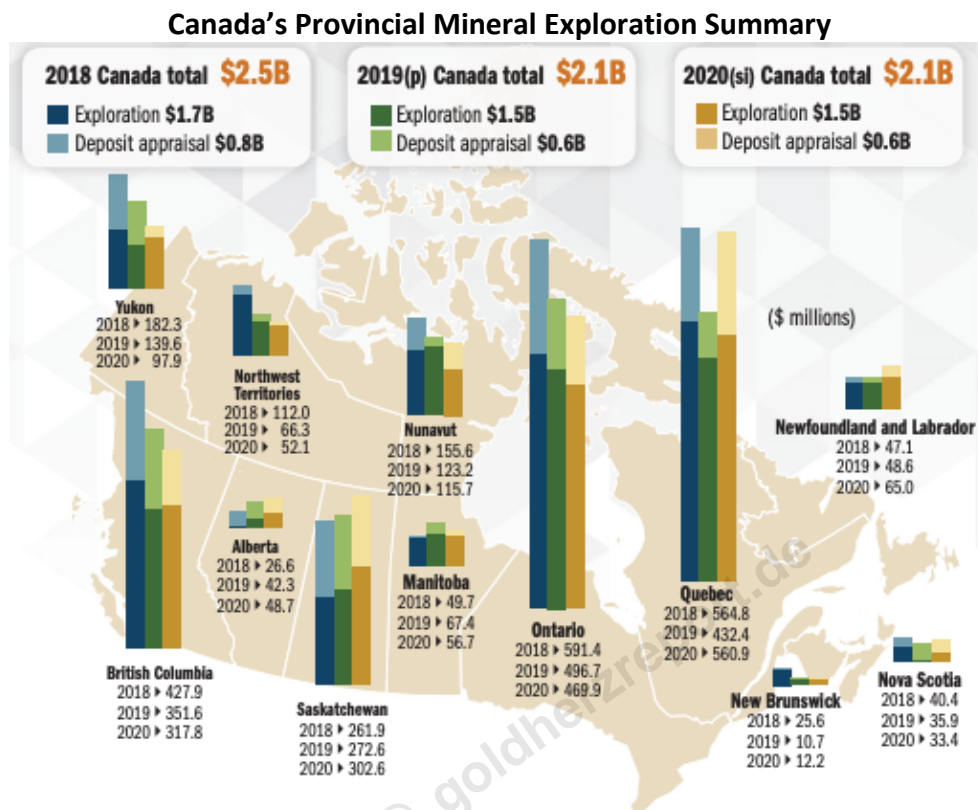 Canada's Provincial Mineral Exploration Summary
2018 Canada total $2.5B
Exploration $1.7B
Deposit appraisal $0.8B
2019(p) Canada total $2.1B
Exploration $1.5B
Deposit appraisal $0.6B
2020(si) Canada total $2.1B
Exploration $1.5B
Deposit appraisal $0.6B
($ millions)
Yukon
2018 ▸ 182.3
2019 ▸ 139.6
2020 ▸ 97.9
Northwest
Territories
2018 ▸ 112.0
2019 ▸ 66.3
2020 ▸ 52.1
Nunavut
2018 ▸ 155.6
2019 ▸ 123.2
2020 ▸ 115.7
Newfoundland and Labrador
2018 ▸ 47.1
2019 ▸ 48.6
2020 ▸ 65.0
British Columbia
2018 ▸ 427.9
2019 ▸ 351.6
2020 ▸ 317.8
Alberta
2018 ▸ 26.6
2019 ▸ 42.3
2020 ▸ 48.7
Saskatchewan
2018 ▸ 261.9
2019 ▸ 272.6
2020 ▸ 302.6
Manitoba
2018 ▸ 49.7
2019 ▸ 67.4
2020 ▸ 56.7
Ontario
2018 ▸ 591.4
2019 ▸ 496.7
2020 ▸ 469.9
Quebec
2018 ▸ 564.8
2019 ▸ 432.4
2020 ▸ 560.9
New Brunswick
2018 ▸ 25.6
2019 ▸ 10.7
2020 ▸ 12.2
Nova Scotia
2018 ▸ 40.4
2019 ▸ 35.9
2020 ▸ 33.4